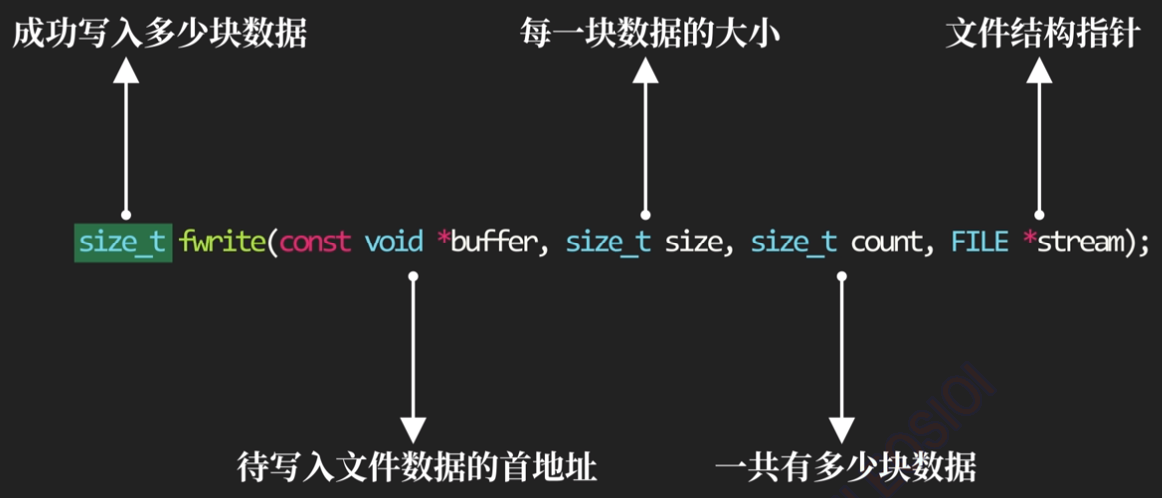 成功写入多少块数据 每一块数据的大小 文件结构指针
size_t fwrite(const void *buffer, size_t size, size_t count, FILE *stream);
待写入文件数据的首地址 一共有多少块数据